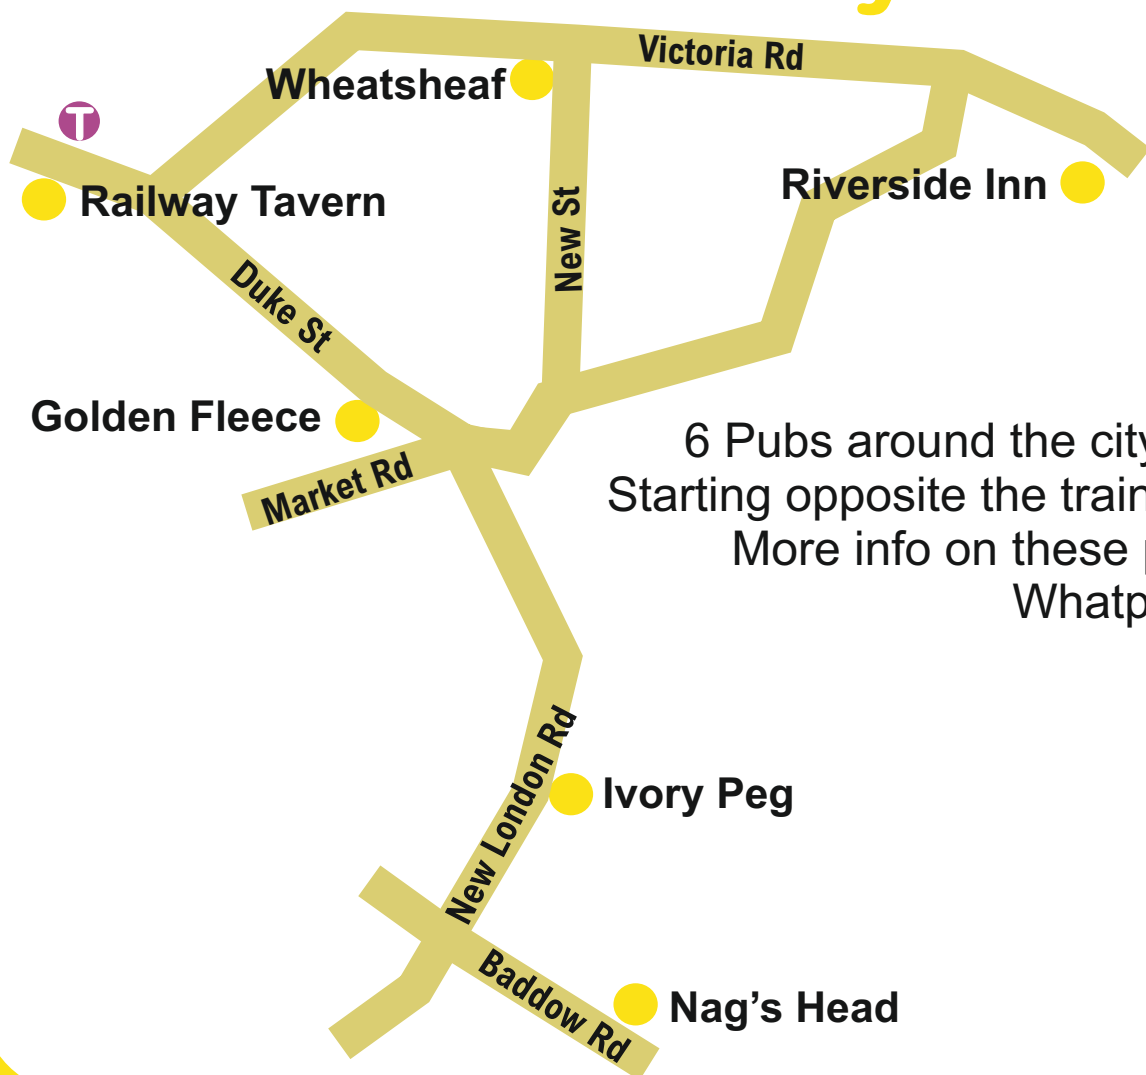 Victoria Rd
Wheatsheaf
T
Railway Tavern
Riverside Inn
New St
Duke St
Golden Fleece
Market Rd
6 Pubs around the city
Starting opposite the train
More info on these
New London Rd
Ivory Peg
Baddow Rd
Nag’s Head